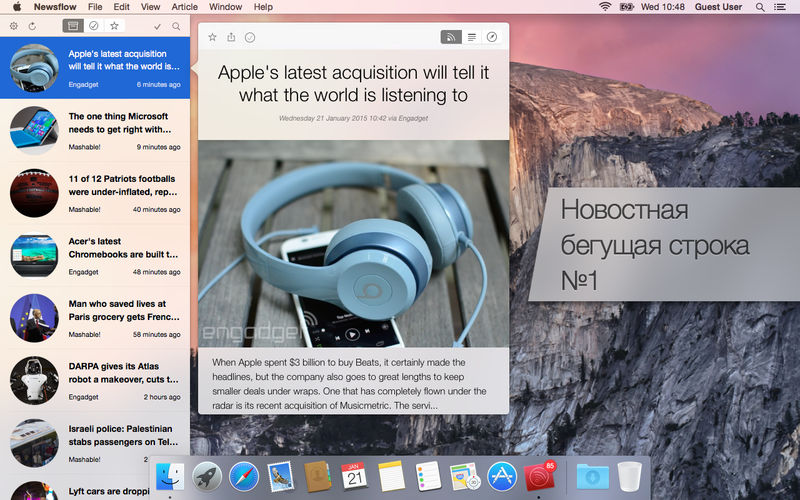 Newsflow File Edit View Article Window Help
Wed 10:48 Guest User
Apple's latest acquisition
will tell it what the world is...
Engadget 6 minutes ago
The one thing Microsoft
needs to get right with...
Mashable! 9 minutes ago
11 of 12 Patriots footballs
were under-inflated, rep...
Mashable! 40 minutes ago
Acer's latest
Chromebooks are built t...
Engadget 48 minutes ago
Man who saved lives at
Paris grocery gets Frenc...
Mashable! 58 minutes ago
DARPA gives its Atlas
robot a makeover, cuts t...
Engadget 2 hours ago
Israeli police: Palestinian
stabs passengers on Tel...
Mashable! 2
Lyft cars are droppi
Apple's latest acquisition will tell it
what the world is listening to
Wednesday 21 January 2015 10:42 via Engadget
engadget
When Apple spent $3 billion to buy Beats, it certainly made the
headlines, but the company also goes to great lengths to keep
smaller deals under wraps. One that has completely flown under the
radar is its recent acquisition of Musicmetric. The servi...
Новостная
бегущая строка
№1
JAN
21
85